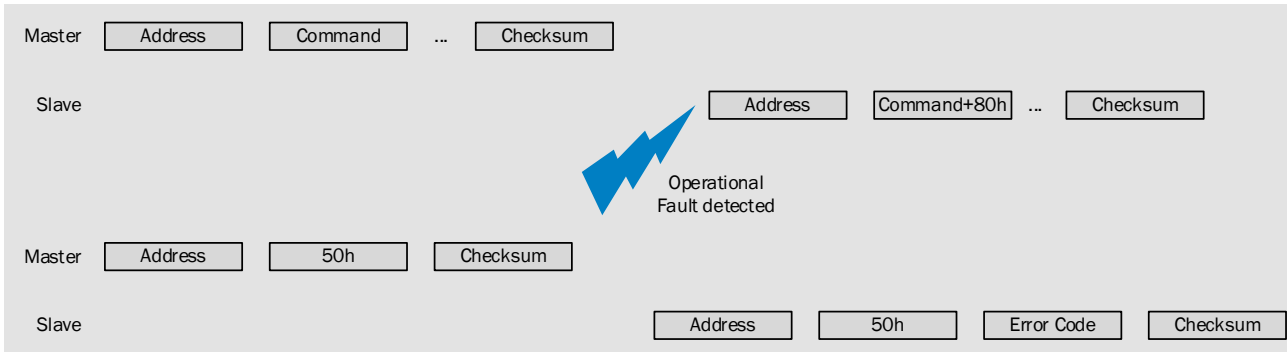 Master Address Command ... Checksum
Slave Address Command+80h ... Checksum
Operational
Fault detected
Master Address 50h Checksum
Slave Address 50h Error Code Checksum